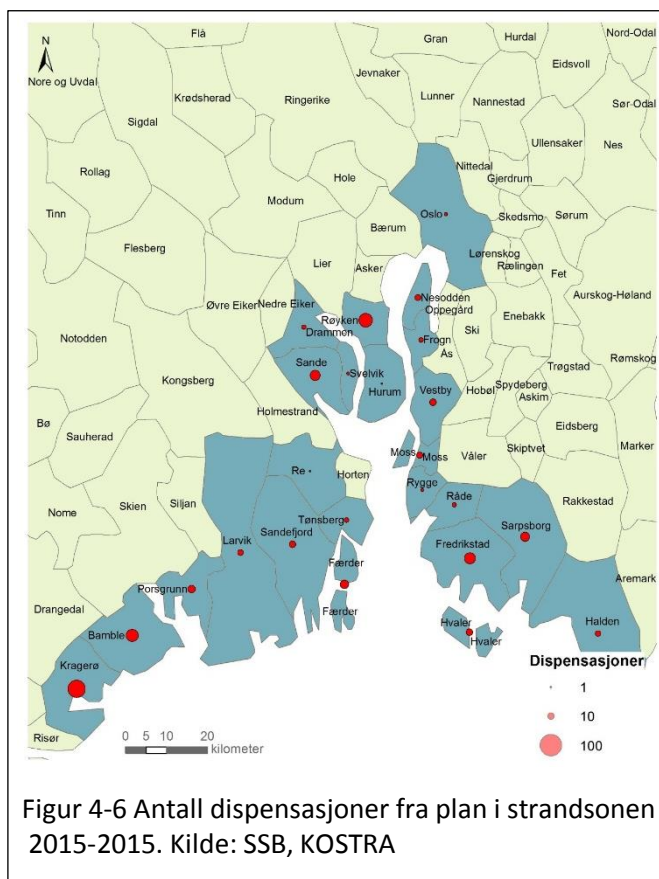 N
Flå
Gran
Hurdal
Nord-Odal
Eidsvoll
Jevnaker
Lunner
Nore og Uvdal
Krødsherad
Ringerike
Nannestad
Sør-Odal
Sigdal
Ullensaker
Nes
Rollag
Hole
Nittedal
Gjerdrum
Tinn
Modum
Bærum
Oslo
Skedsmo
Sørum
Flesberg
Lier
Asker
Lørenskog
Rælingen
Fet
Øvre Eiker
Nedre Eiker
Nesodden
Aurskog-Høland
Røyken
Oppegård
Enebakk
Drammen
Ski
Notodden
Frogn
Ås
Rømskog
Sande
Svelvik
Trøgstad
Kongsberg
Hurum
Vestby
Hobøl
Spydeberg
Askim
Holmestrand
Bø
Eidsberg
Sauherad
Marker
Moss
Moss
Våler
Skiptvet
Re
Horten
Skien
Siljan
Rygge
Råde
Rakkestad
Nome
Tønsberg
Sarpsborg
Larvik
Sandefjord
Fredrikstad
Færder
Aremark
Porsgrunn
Drangedal
Færder
Hvaler
Halden
Bamble
Hvaler
Kragerø
Dispensasjoner
1
10
100
Risør
0 5 10 20
kilometer
Figur 4-6 Antall dispensasjoner fra plan i strandsonen
2015-2015. Kilde: SSB, KOSTRA